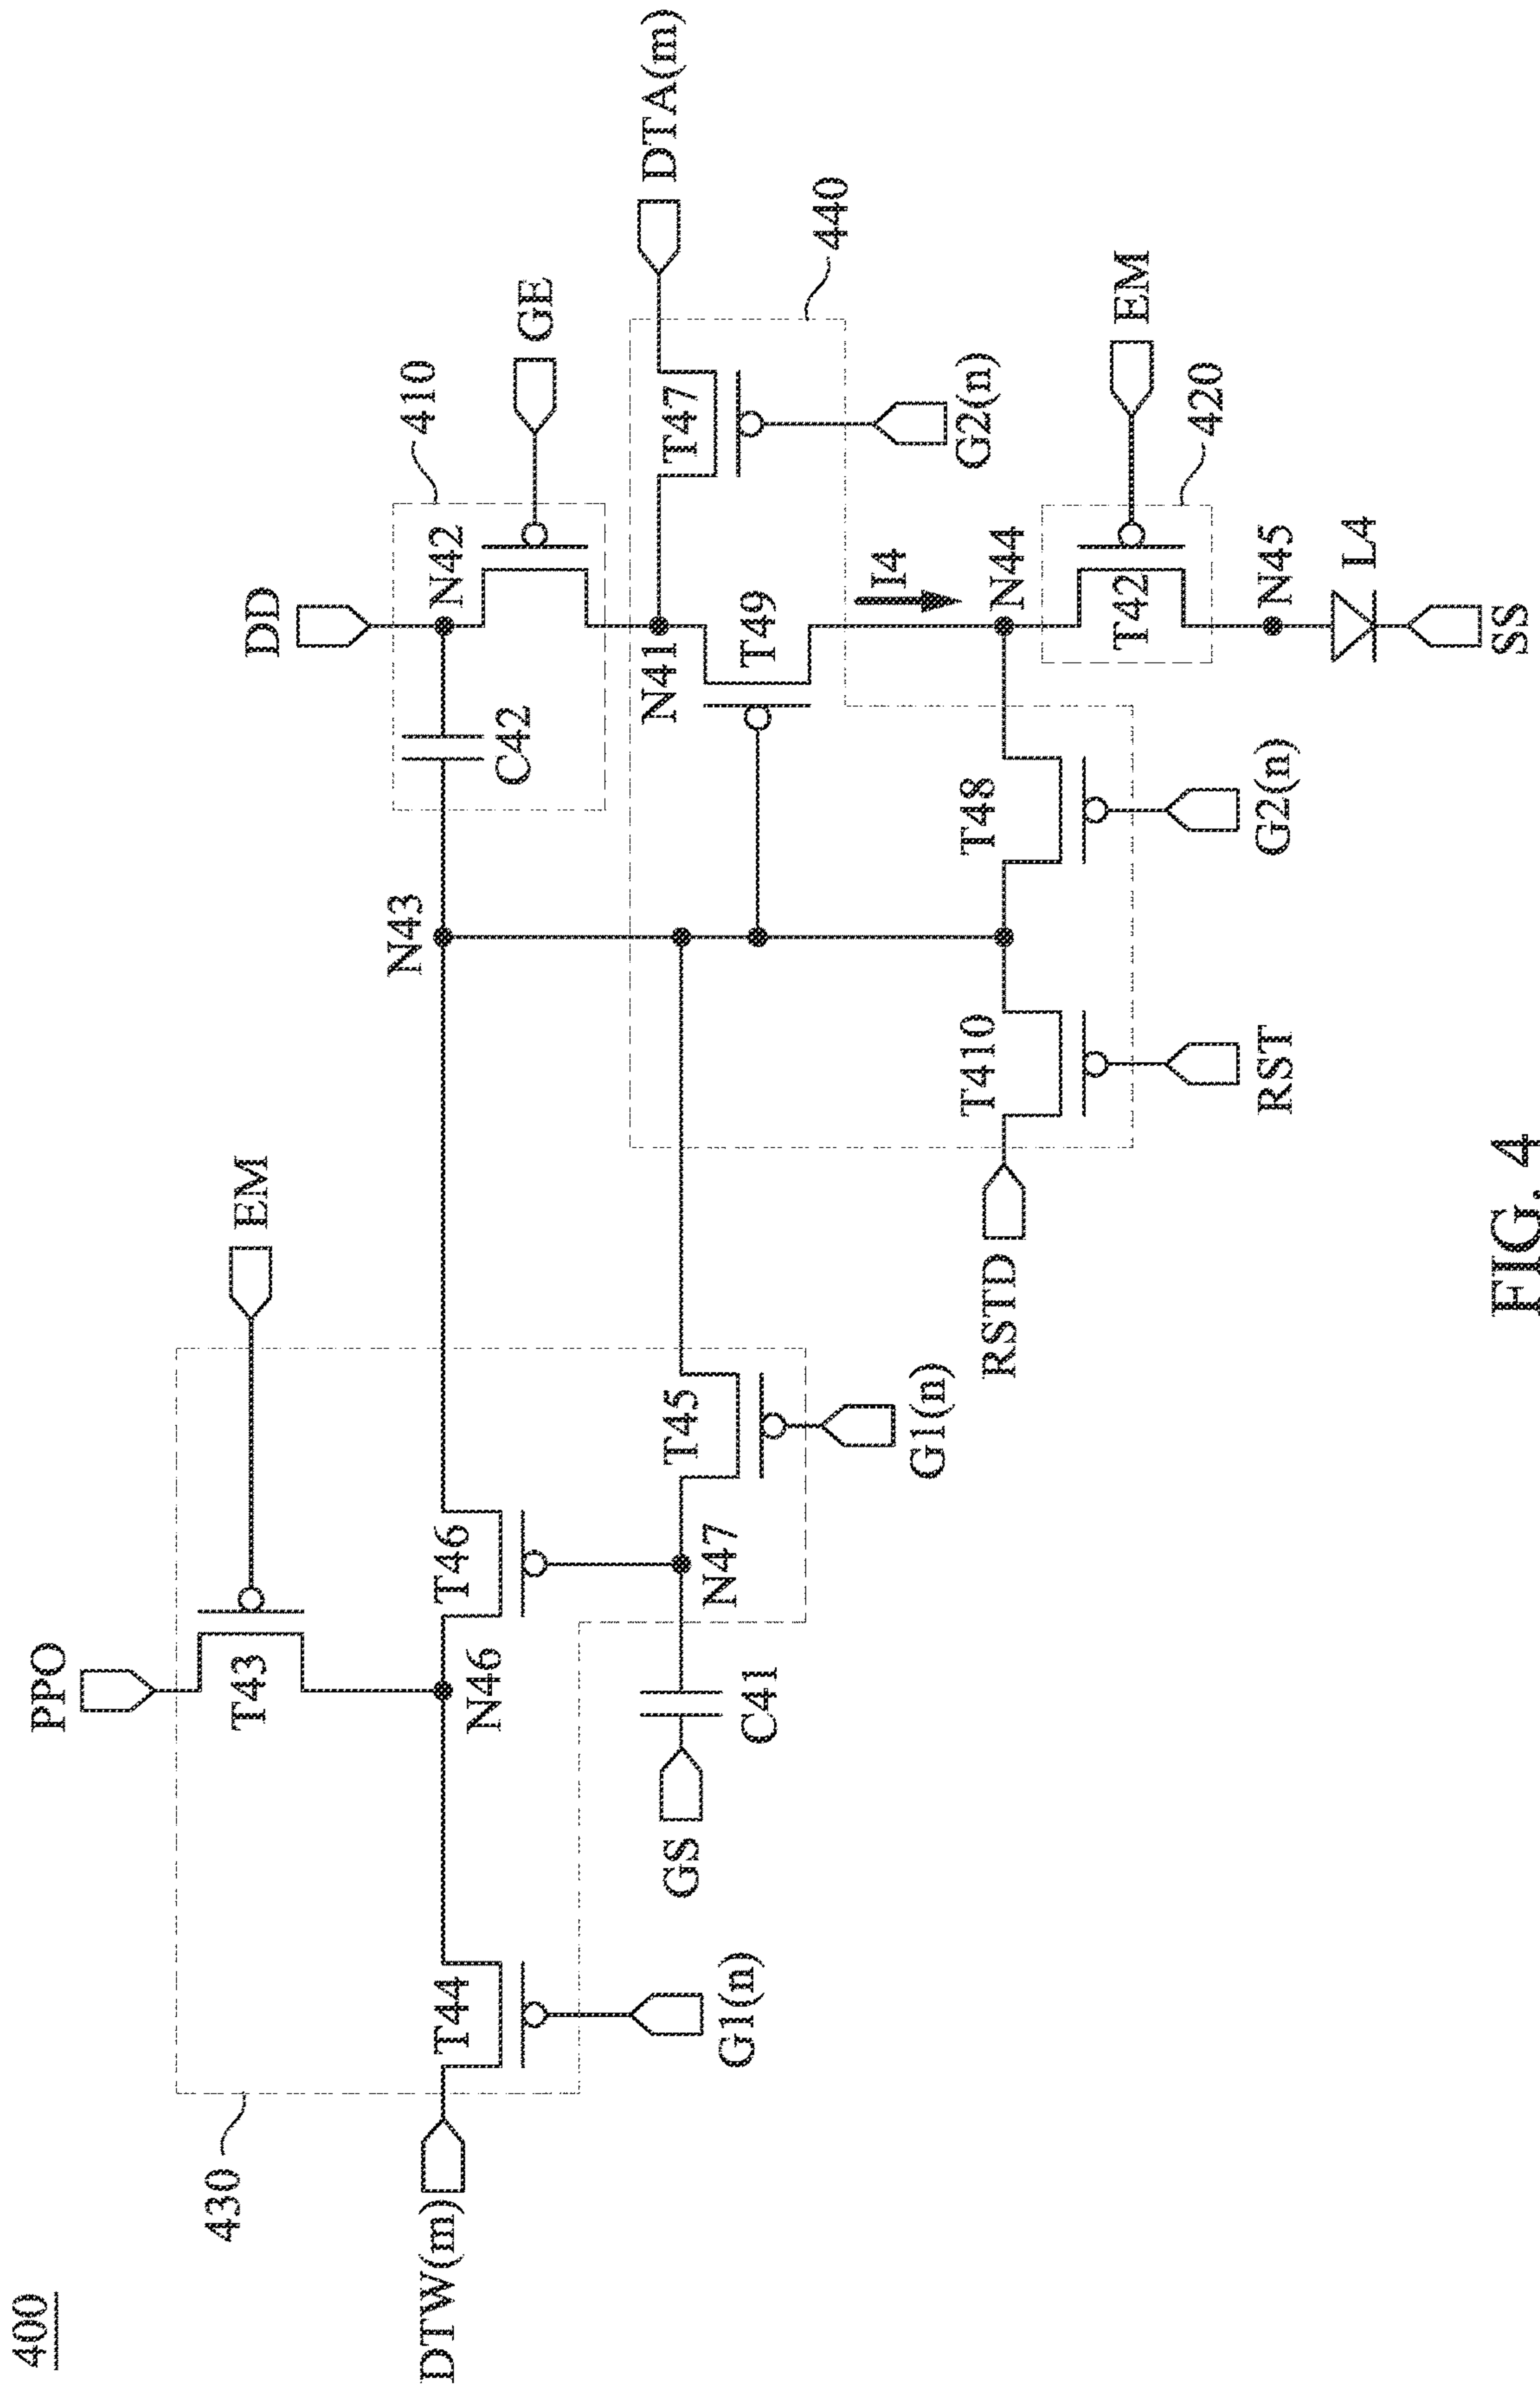 400
PPO
EM
DD
430
T43
N43
N42
410
GE
DTW(m)
T44
N46
T46
C42
DTA(m)
G1(n)
GS
C41
N47
T45
N41
T47
G1(n)
T49
440
G2(n)
I4
RSTD
T410
T48
N44
RST
G2(n)
T42
EM
420
N45
L4
SS
FIG. 4